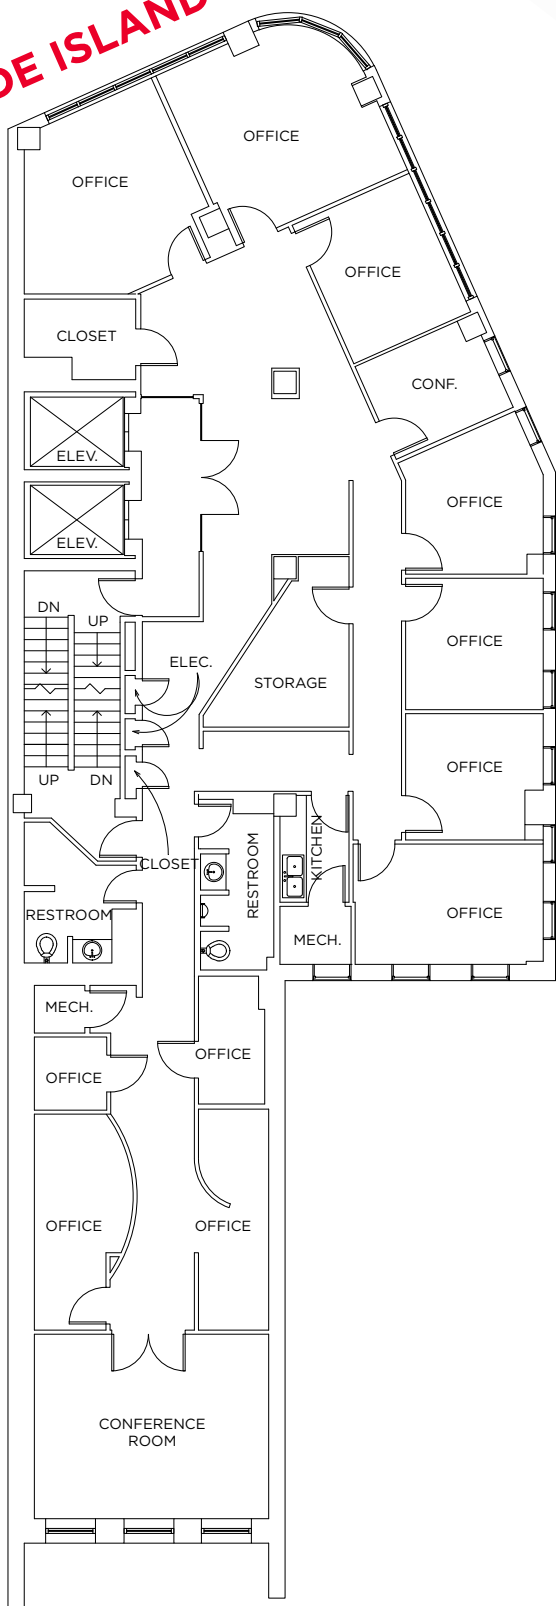 DE ISLAND
OFFICE
OFFICE
OFFICE
CLOSET
CONF.
ELEV.
OFFICE
ELEV.
DN
UP
OFFICE
ELEC.
STORAGE
OFFICE
UP
DN
CLOSET
RESTROOM
KITCHEN
RESTROOM
OFFICE
MECH.
MECH.
OFFICE
OFFICE
OFFICE
OFFICE
CONFERENCE
ROOM